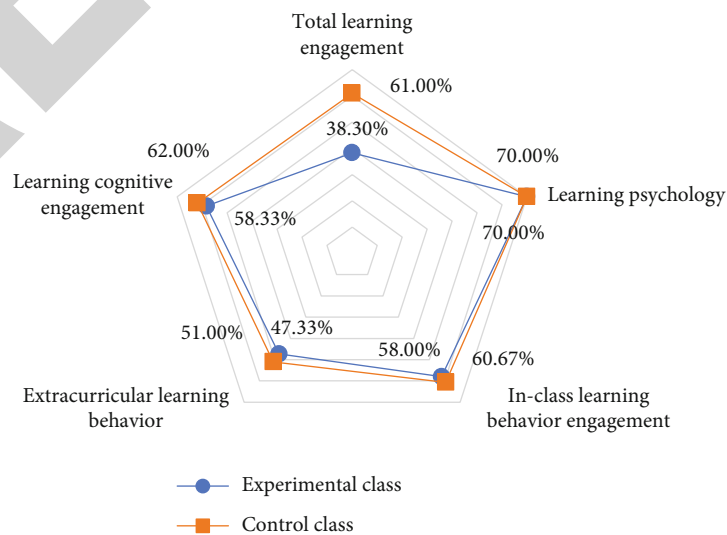 Total learning
engagement
61.00%
38.30%
62.00%
70.00%
Learning cognitive
engagement
Learning psychology
58.33%
70.00%
51.00%
47.33%
58.00%
60.67%
Extracurricular learning
behavior
In-class learning
behavior engagement
Experimental class
Control class